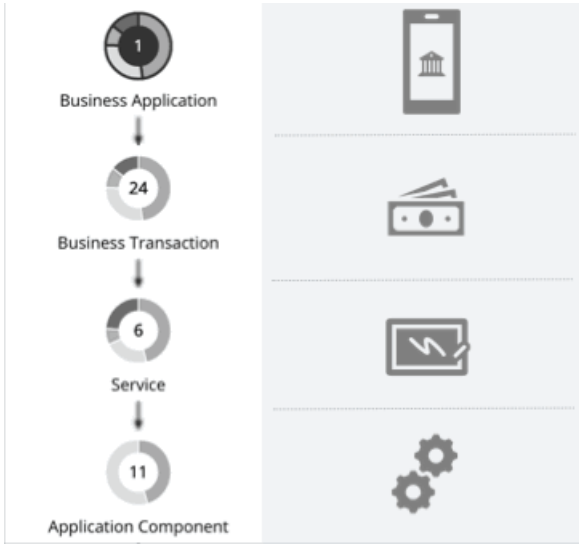 1
Business Application
24
Business Transaction
6
Service
11
Application Component